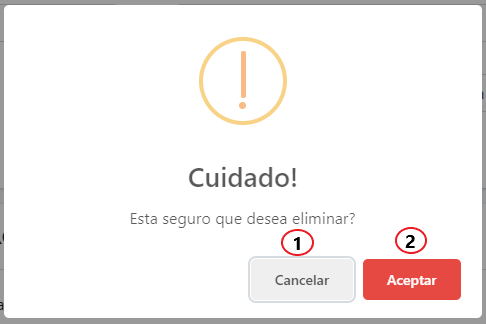 Cuidado!
Esta seguro que desea eliminar?
1 2
Cancelar Aceptar